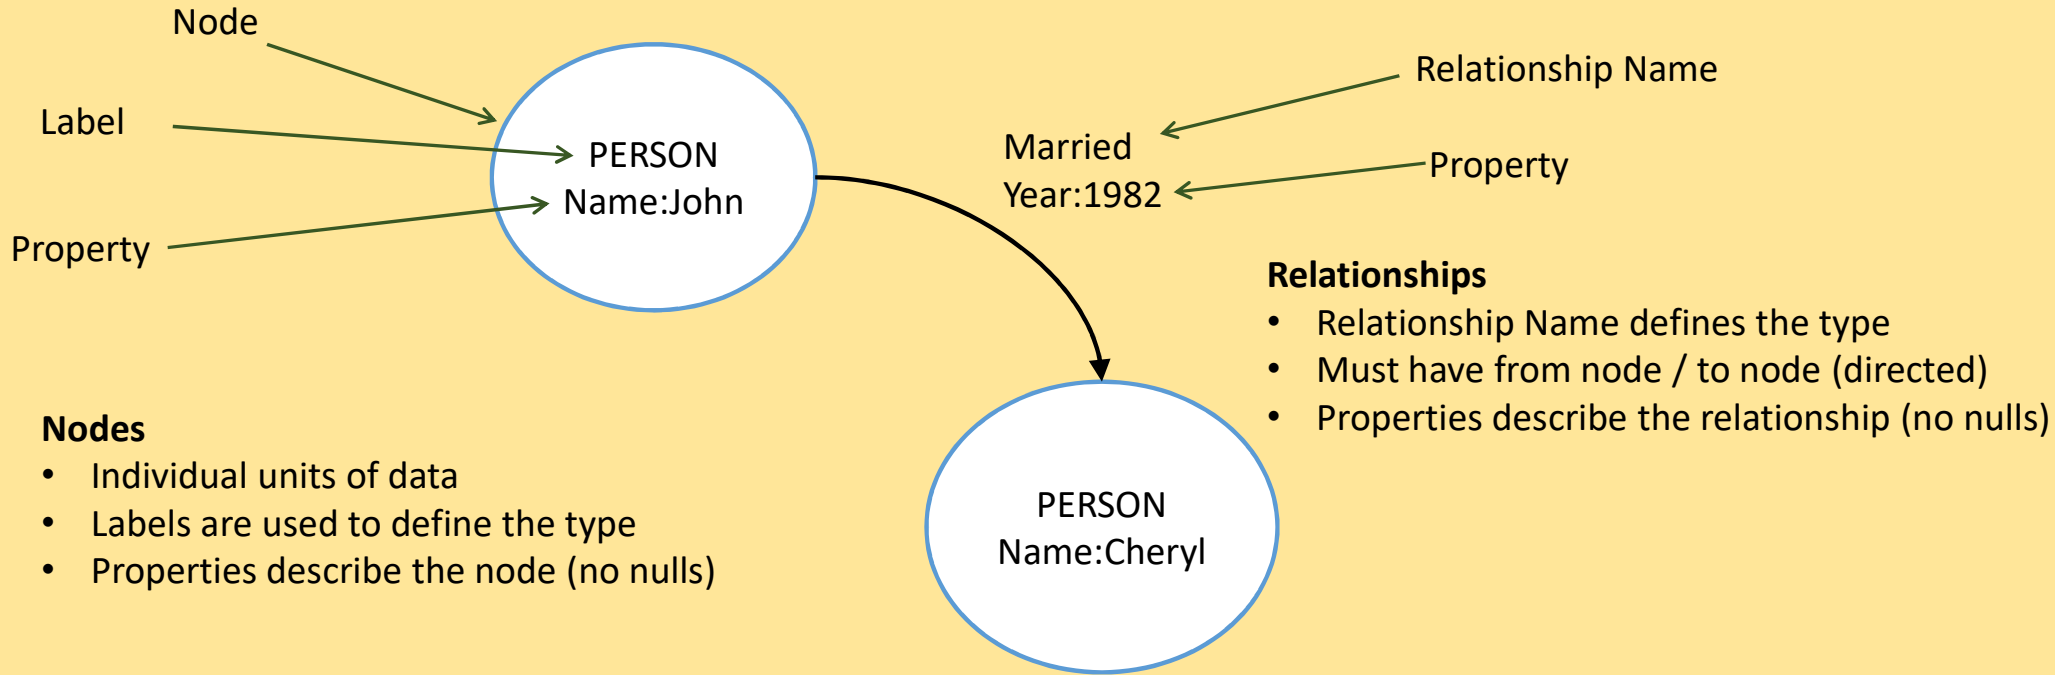 Node
Label
Property
PERSON
Name:John
Married
Year:1982
Relationship Name
Property
Relationships
• Relationship Name defines the type
• Must have from node / to node (directed)
• Properties describe the relationship (no nulls)
Nodes
• Individual units of data
• Labels are used to define the type
• Properties describe the node (no nulls)
PERSON
Name:Cheryl